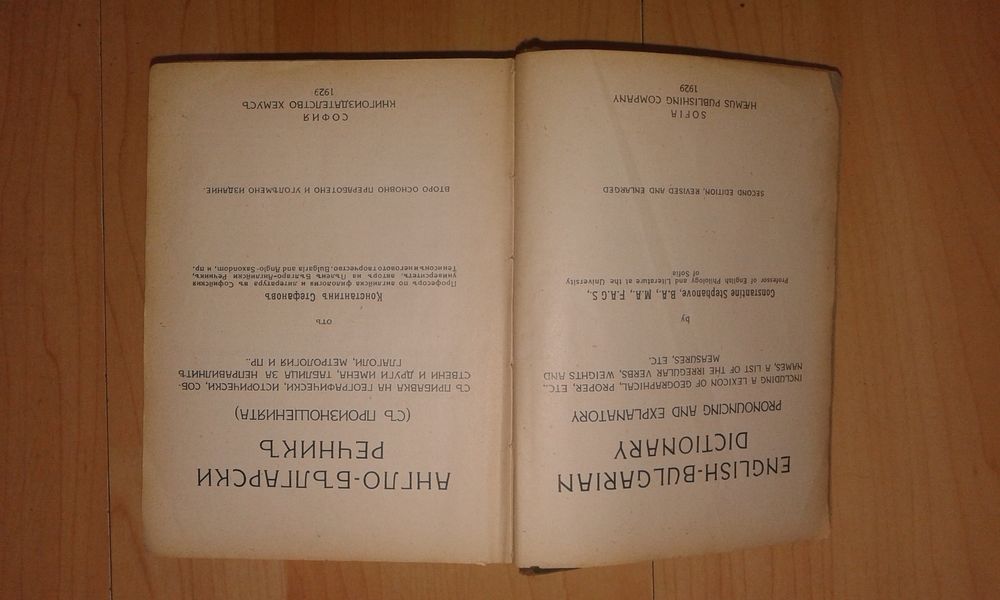 ENGLISH-BULGARIAN
DICTIONARY
PRONOUNCING AND EXPLANATORY
INCLUDING A LEXICON OF GEOGRAPHICAL, PROPER, ETC.,
NAMES, A LIST OF THE IRREGULAR VERBS, WEIGHTS AND
MEASURES, ETC.
by
Constantine Stephanove, B.A., M.A., F.A.G.S.,
Professor of English Philology and Literature at the University
of Sofia
SECOND EDITION, REVISED AND ENLARGED
SOFIA
HÆMUS PUBLISHING COMPANY
1929
АНГЛО-БЪЛГАРСКИ
РЕЧНИКЪ
(СЪ ПРОИЗНОШЕНИЯТА)
СЪ ПРИБАВКА НА ГЕОГРАФИЧЕСКИ, ИСТОРИЧЕСКИ, СОБ-
СТВЕНИ И ДРУГИ ИМЕНА, ТАБЛИЦА ЗА НЕПРАВИЛНИТѢ
ГЛАГОЛИ, МЕТРОЛОГИЯ И ПР..
отъ
Константинъ Стефановъ
Професоръ по английска филология и литература въ Софийския
университетъ, авторъ на Пъленъ Българо-Английски Речникъ,
Тенисонъ и неговото творчество, Bulgaria and Anglo-Saxondom, и пр.
ВТОРО ОСНОВНО ПРЕРАБОТЕНО И УГОЛѢМЕНО ИЗДАНИЕ.
СОФИЯ
КНИГОИЗДАТЕЛСТВО ХЕМУСЪ
1929